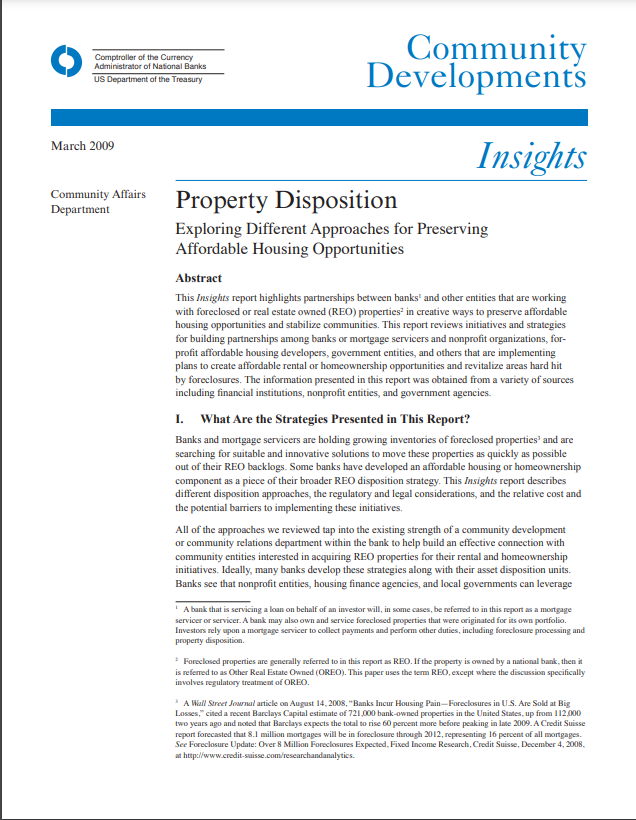 Comptroller of the Currency
Administrator of National Banks
US Department of the Treasury
Community
Developments
March 2009
Insights
Community Affairs
Department
Property Disposition
Exploring Different Approaches for Preserving
Affordable Housing Opportunities
Abstract
This Insights report highlights partnerships between banks¹ and other entities that are working
with foreclosed or real estate owned (REO) properties² in creative ways to preserve affordable
housing opportunities and stabilize communities. This report reviews initiatives and strategies
for building partnerships among banks or mortgage servicers and nonprofit organizations, for-
profit affordable housing developers, government entities, and others that are implementing
plans to create affordable rental or homeownership opportunities and revitalize areas hard hit
by foreclosures. The information presented in this report was obtained from a variety of sources
including financial institutions, nonprofit entities, and government agencies.
I. What Are the Strategies Presented in This Report?
Banks and mortgage servicers are holding growing inventories of foreclosed properties³ and are
searching for suitable and innovative solutions to move these properties as quickly as possible
out of their REO backlogs. Some banks have developed an affordable housing or homeownership
component as a piece of their broader REO disposition strategy. This Insights report describes
different disposition approaches, the regulatory and legal considerations, and the relative cost and
the potential barriers to implementing these initiatives.
All of the approaches we reviewed tap into the existing strength of a community development
or community relations department within the bank to help build an effective connection with
community entities interested in acquiring REO properties for their rental and homeownership
initiatives. Ideally, many banks develop these strategies along with their asset disposition units.
Banks see that nonprofit entities, housing finance agencies, and local governments can leverage
¹ A bank that is servicing a loan on behalf of an investor will, in some cases, be referred to in this report as a mortgage
servicer or servicer. A bank may also own and service foreclosed properties that were originated for its own portfolio.
Investors rely upon a mortgage servicer to collect payments and perform other duties, including foreclosure processing and
property disposition.
² Foreclosed properties are generally referred to in this report as REO. If the property is owned by a national bank, then it
is referred to as Other Real Estate Owned (OREO). This paper uses the term REO, except where the discussion specifically
involves regulatory treatment of OREO.
³ A Wall Street Journal article on August 14, 2008, “Banks Incur Housing Pain—Foreclosures in U.S. Are Sold at Big
Losses,” cited a recent Barclays Capital estimate of 721,000 bank-owned properties in the United States, up from 112,000
two years ago and noted that Barclays expects the total to rise 60 percent more before peaking in late 2009. A Credit Suisse
report forecasted that 8.1 million mortgages will be in foreclosure through 2012, representing 16 percent of all mortgages.
See Foreclosure Update: Over 8 Million Foreclosures Expected, Fixed Income Research, Credit Suisse, December 4, 2008,
at http://www.credit-suisse.com/researchandanalytics.